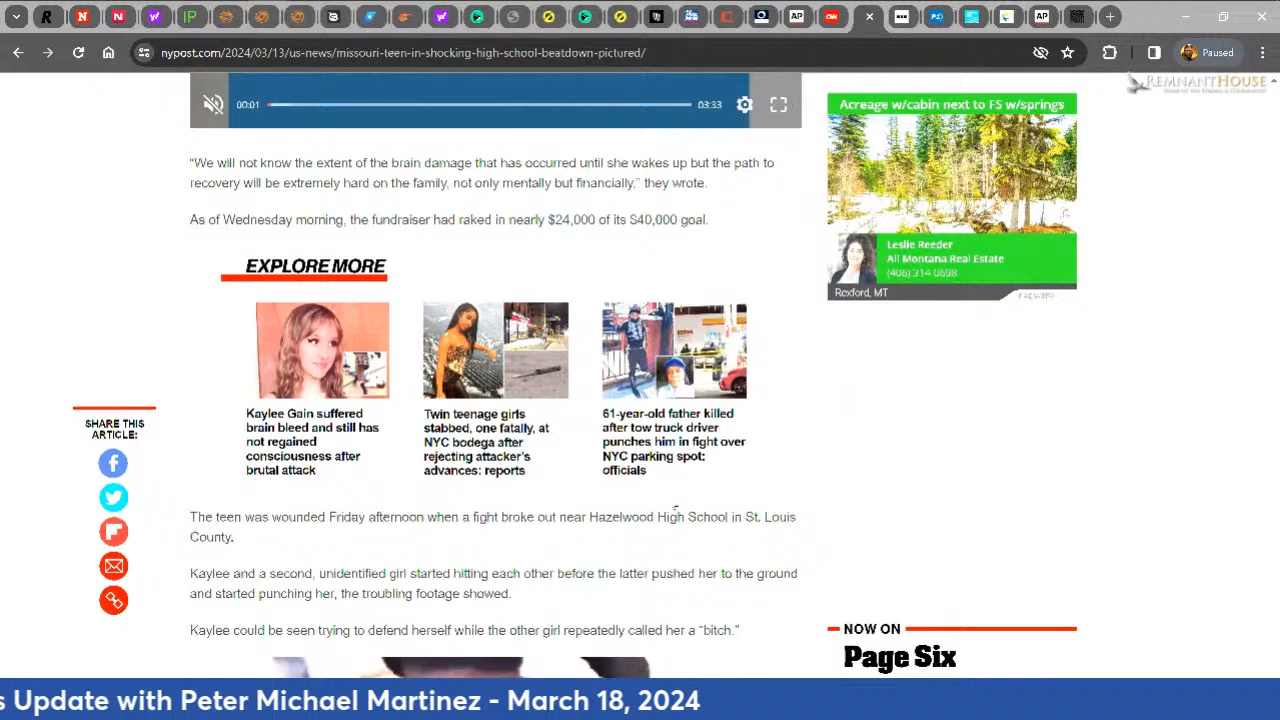 nypost.com/2024/03/13/us-news/missouri-teen-in-shocking-high-school-beatdown-pictured/
Paused
REMNANTHOUSE
00:01
03:33
Acreage w/cabin next to FS w/springs
Leslie Reeder
All Montana Real Estate
(406) 314-0698
Rexford, MT
“We will not know the extent of the brain damage that has occurred until she wakes up but the path to
recovery will be extremely hard on the family, not only mentally but financially,” they wrote.
As of Wednesday morning, the fundraiser had raked in nearly $24,000 of its $40,000 goal.
EXPLORE MORE
Kaylee Gain suffered
brain bleed and still has
not regained
consciousness after
brutal attack
Twin teenage girls
stabbed, one fatally, at
NYC bodega after
rejecting attacker's
advances: reports
61-year-old father killed
after tow truck driver
punches him in fight over
NYC parking spot:
officials
SHARE THIS
ARTICLE:
The teen was wounded Friday afternoon when a fight broke out near Hazelwood High School in St. Louis
County.
Kaylee and a second, unidentified girl started hitting each other before the latter pushed her to the ground
and started punching her, the troubling footage showed.
Kaylee could be seen trying to defend herself while the other girl repeatedly called her a “bitch.”
NOW ON
Page Six
s Update with Peter Michael Martinez - March 18, 2024